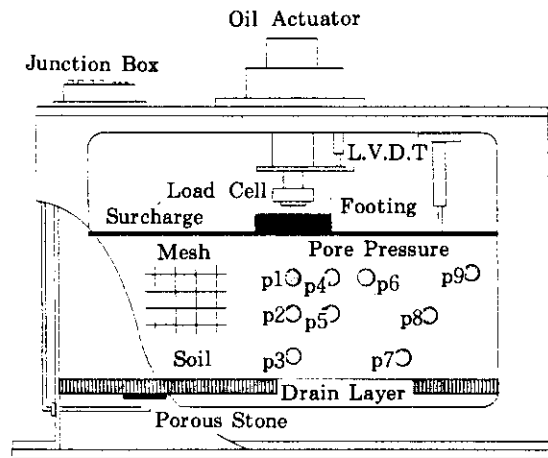 Oil Actuator
Junction Box
L.V.D.T
Load Cell
Surcharge
Footing
Mesh
Pore Pressure
p1 p4 p6 p9
p2 p5 p8
Soil
p3 p7
Drain Layer
Porous Stone